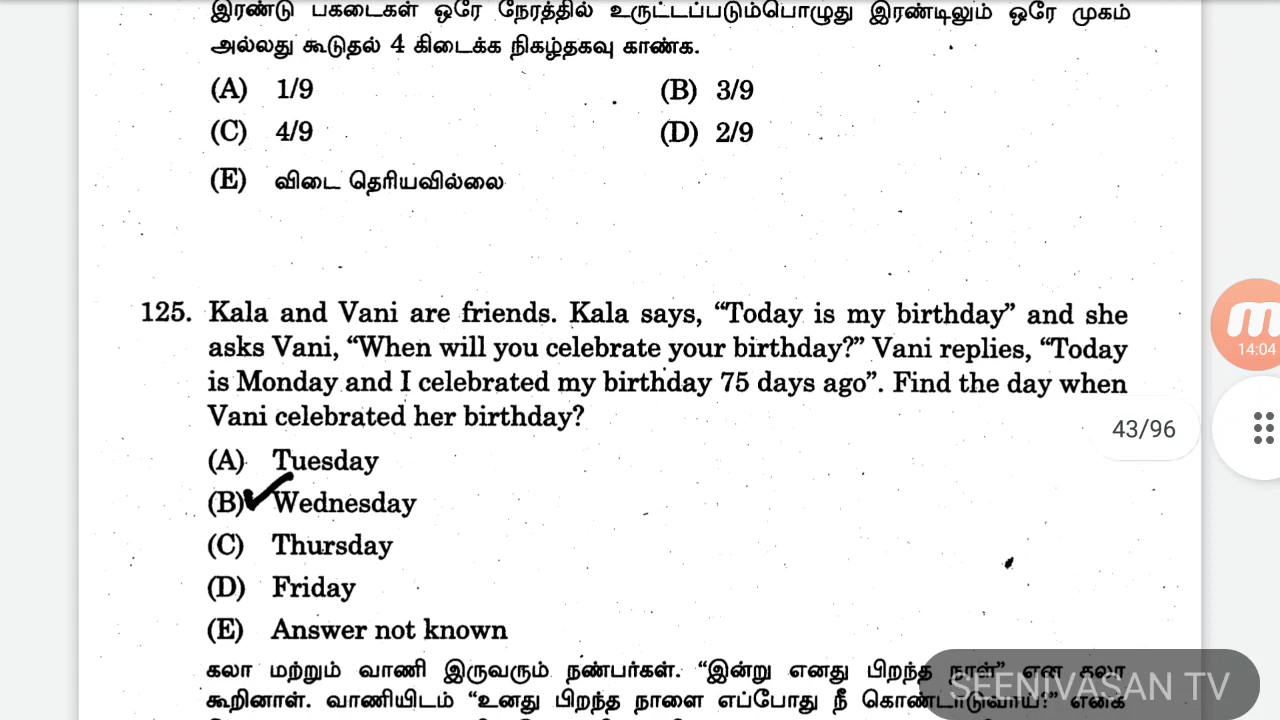 இரண்டு பகடைகள் ஒரே நேரத்தில் உருட்டப்படும்பொழுது இரண்டிலும் ஒரே முகம்
அல்லது கூடுதல் 4 கிடைக்க நிகழ்தகவு காண்க.
(A) 1/9 (B) 3/9
(C) 4/9 (D) 2/9
(E) விடை தெரியவில்லை
125. Kala and Vani are friends. Kala says, “Today is my birthday” and she
asks Vani, “When will you celebrate your birthday?” Vani replies, “Today
is Monday and I celebrated my birthday 75 days ago”. Find the day when
Vani celebrated her birthday?
(A) Tuesday
(B) Wednesday
(C) Thursday
(D) Friday
(E) Answer not known
கலா மற்றும் வாணி இருவரும் நண்பர்கள். “இன்று எனது பிறந்த நாள்” என கலா
கூறினாள். வாணியிடம் “உனது பிறந்த நாளை எப்போது நீ கொண்டாடுவாய்?” எனக்
14:04
43/96
SEENIVASAN TV